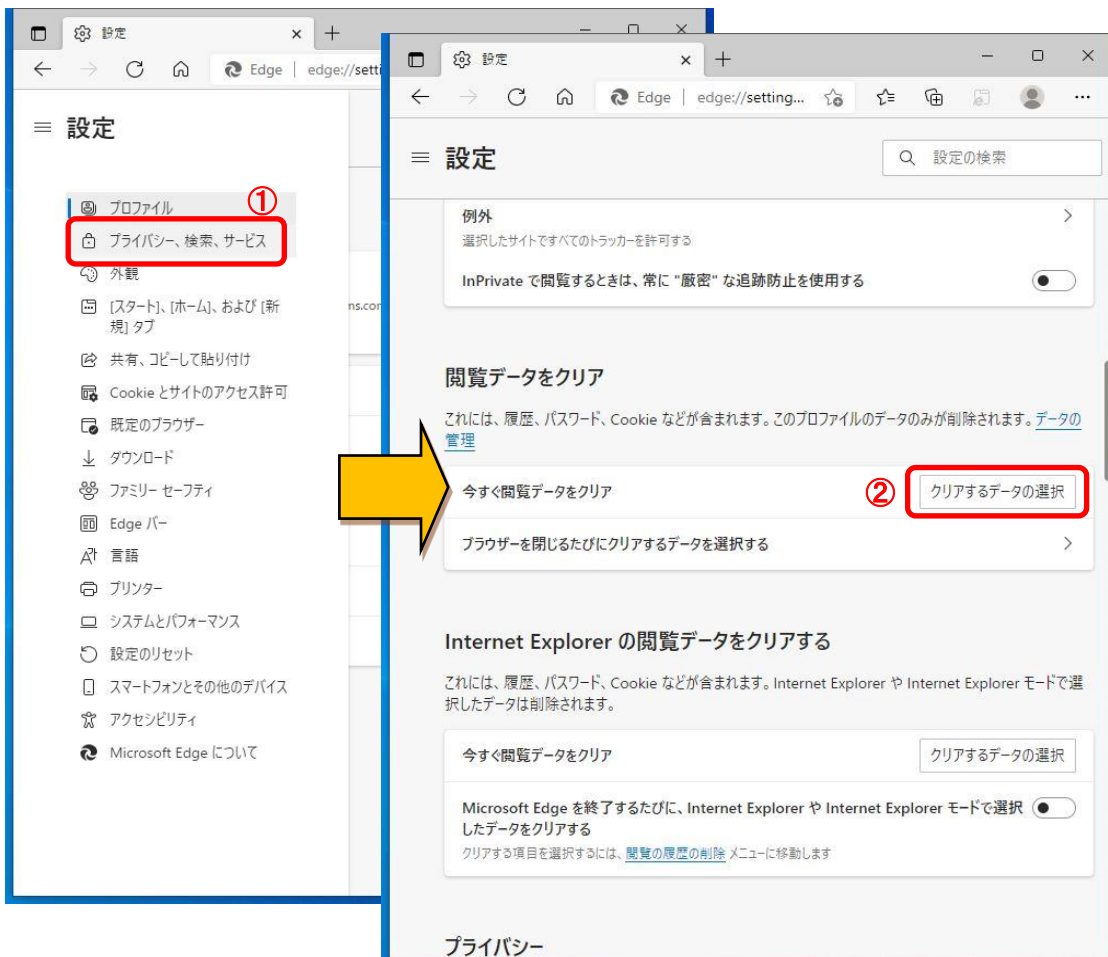 設定
Edge | edge://setti
設定
①
プロファイル
プライバシー、検索、サービス
外観
[スタート]、[ホーム]、および [新
規] タブ
共有、コピーして貼り付け
Cookie とサイトのアクセス許可
既定のブラウザー
ダウンロード
ファミリー セーフティ
Edge バー
言語
プリンター
システムとパフォーマンス
設定のリセット
スマートフォンとその他のデバイス
アクセシビリティ
Microsoft Edge について
ns.cor
設定
Edge | edge://setting...
設定
設定の検索
例外
選択したサイトですべてのトラッカーを許可する
InPrivate で閲覧するときは、常に "厳密" な追跡防止を使用する
閲覧データをクリア
これには、履歴、パスワード、Cookie などが含まれます。このプロファイルのデータのみが削除されます。データの
管理
今すぐ閲覧データをクリア ② クリアするデータの選択
ブラウザーを閉じるたびにクリアするデータを選択する
Internet Explorer の閲覧データをクリアする
これには、履歴、パスワード、Cookie などが含まれます。Internet Explorer や Internet Explorer モードで選
択したデータは削除されます。
今すぐ閲覧データをクリア クリアするデータの選択
Microsoft Edge を終了するたびに、Internet Explorer や Internet Explorer モードで選択
したデータをクリアする
クリアする項目を選択するには、閲覧の履歴の削除 メニューに移動します
プライバシー